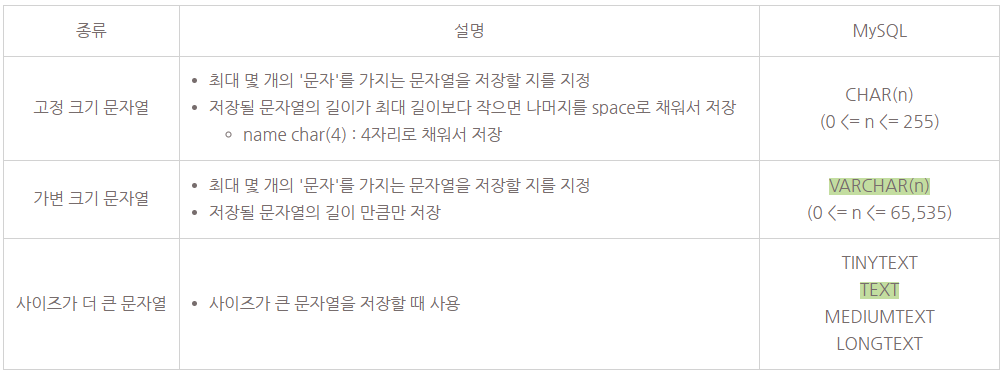 종류
설명
MySQL
고정 크기 문자열
최대 몇 개의 '문자'를 가지는 문자열을 저장할 지를 지정
저장될 문자열의 길이가 최대 길이보다 작으면 나머지를 space로 채워서 저장
name char(4) : 4자리로 채워서 저장
CHAR(n)
(0 <= n <= 255)
가변 크기 문자열
최대 몇 개의 '문자'를 가지는 문자열을 저장할 지를 지정
저장될 문자열의 길이 만큼만 저장
VARCHAR(n)
(0 <= n <= 65,535)
사이즈가 더 큰 문자열
사이즈가 큰 문자열을 저장할 때 사용
TINYTEXT
TEXT
MEDIUMTEXT
LONGTEXT